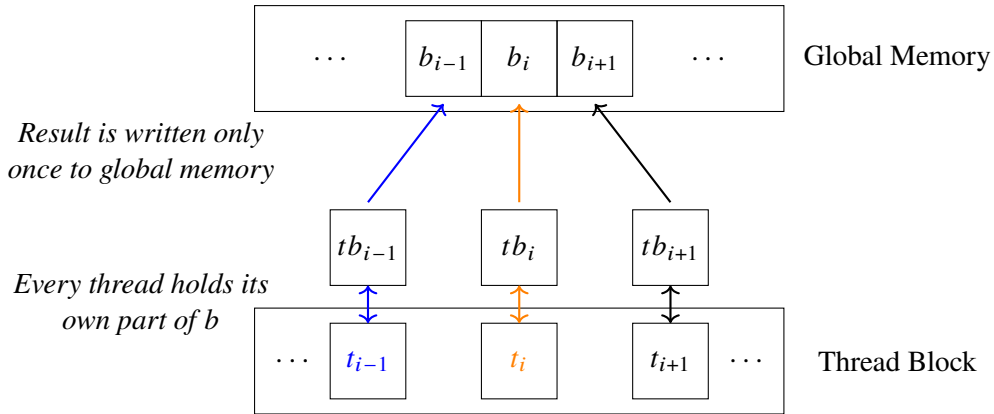 ⋯ b_{i−1} b_i b_{i+1} ⋯ Global Memory
Result is written only
once to global memory
tb_{i−1} tb_i tb_{i+1}
Every thread holds its
own part of b
⋯ t_{i−1} t_i t_{i+1} ⋯ Thread Block